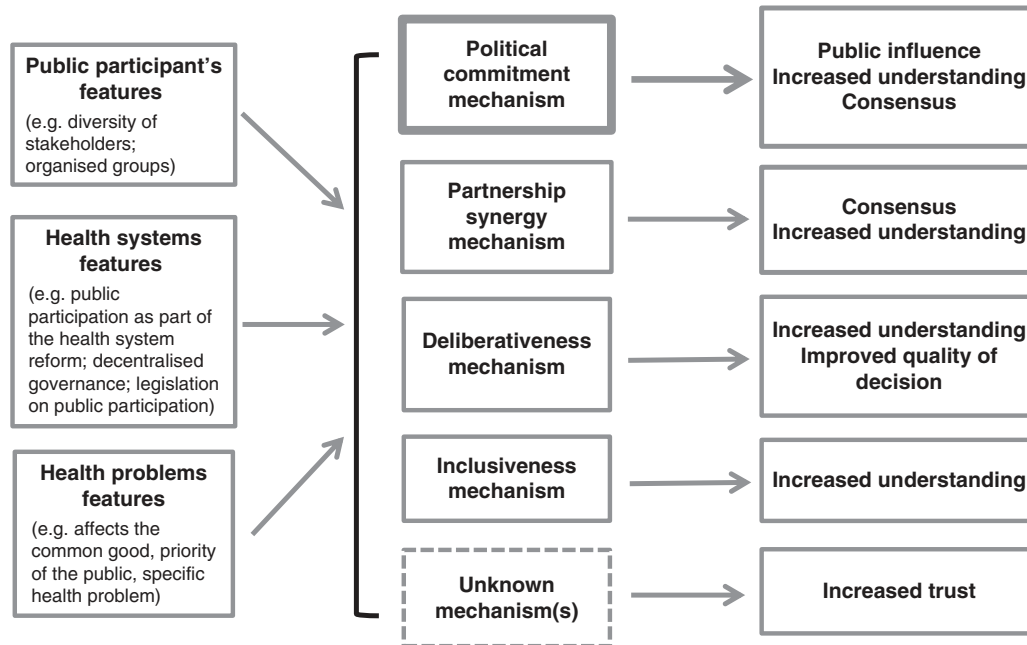 Public participant's
features
(e.g. diversity of
stakeholders;
organised groups)
Health systems
features
(e.g. public
participation as part of
the health system
reform; decentralised
governance; legislation
on public participation)
Health problems
features
(e.g. affects the
common good, priority
of the public, specific
health problem)
Political
commitment
mechanism
Public influence
Increased understanding
Consensus
Partnership
synergy
mechanism
Consensus
Increased understanding
Deliberativeness
mechanism
Increased understanding
Improved quality of
decision
Inclusiveness
mechanism
Increased understanding
Unknown
mechanism(s)
Increased trust